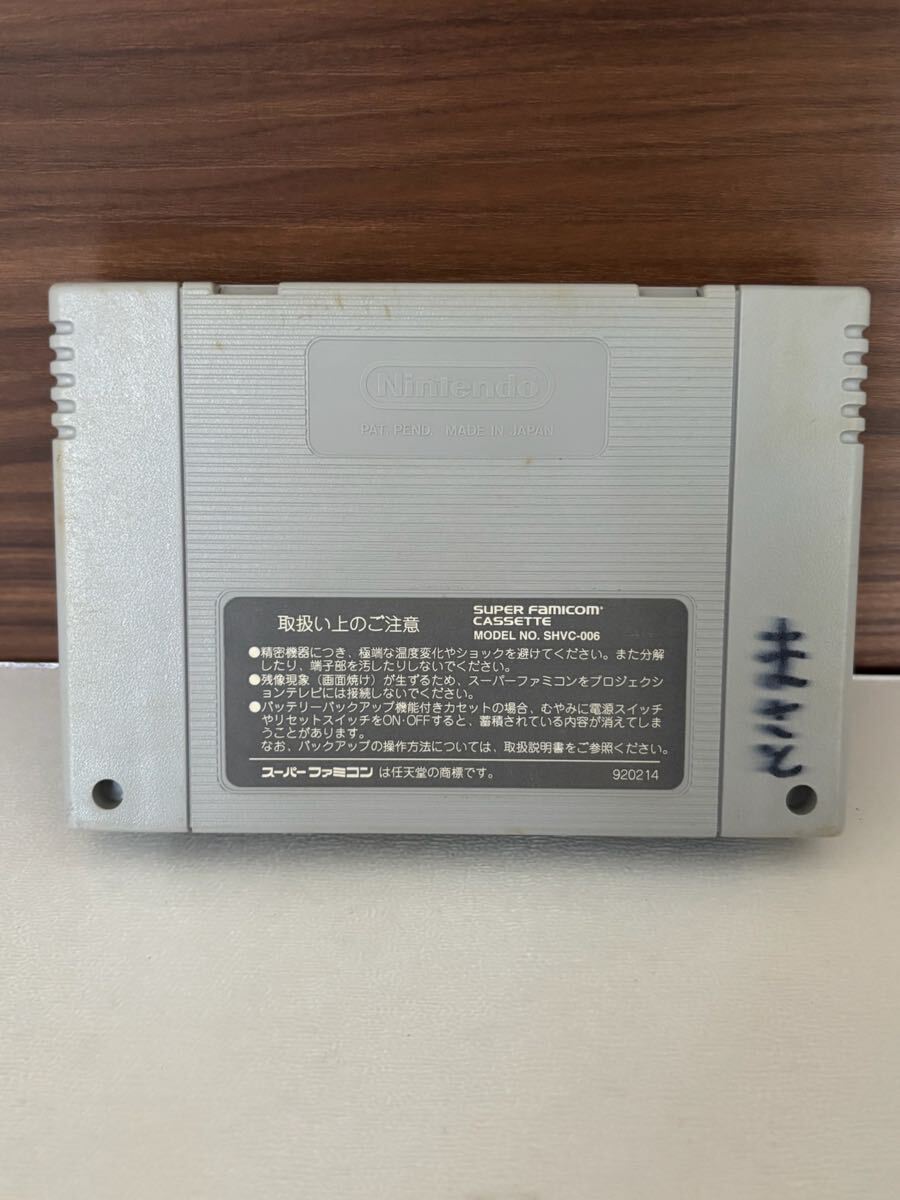 Nintendo
PAT. PEND. MADE IN JAPAN
取扱い上のご注意
SUPER FAMICOM
CASSETTE
MODEL NO. SHVC-006
●精密機器につき、極端な温度変化やショックを避けてください。また分解
したり、端子部を汚したりしないでください。
●残像現象（画面焼け）が生ずるため、スーパーファミコンをプロジェクシ
ョンテレビには接続しないでください。
●バッテリーバックアップ機能付きカセットの場合、むやみに電源スイッチ
やリセットスイッチをON・OFFすると、蓄積されている内容が消えてしま
うことがあります。
なお、バックアップの操作方法については、取扱説明書をご参照ください。
スーパーファミコン は任天堂の商標です。
920214
まさと